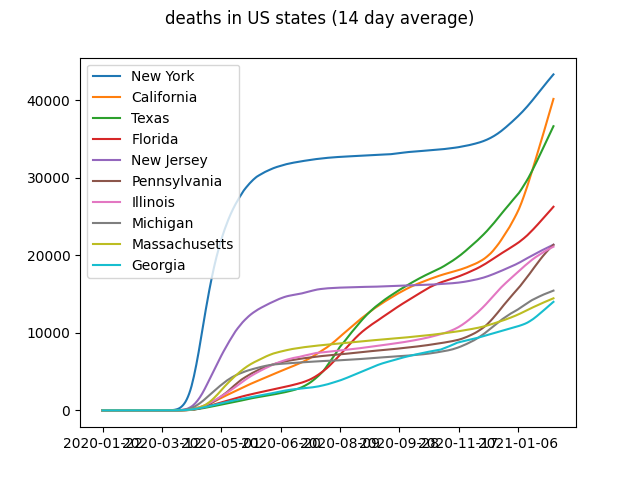 deaths in US states (14 day average)
New York
California
Texas
Florida
New Jersey
Pennsylvania
Illinois
Michigan
Massachusetts
Georgia
40000
30000
20000
10000
0
2020-01-22 2020-03-12 2020-05-01 2020-06-20 2020-08-09 2020-09-28 2020-11-17 2021-01-06